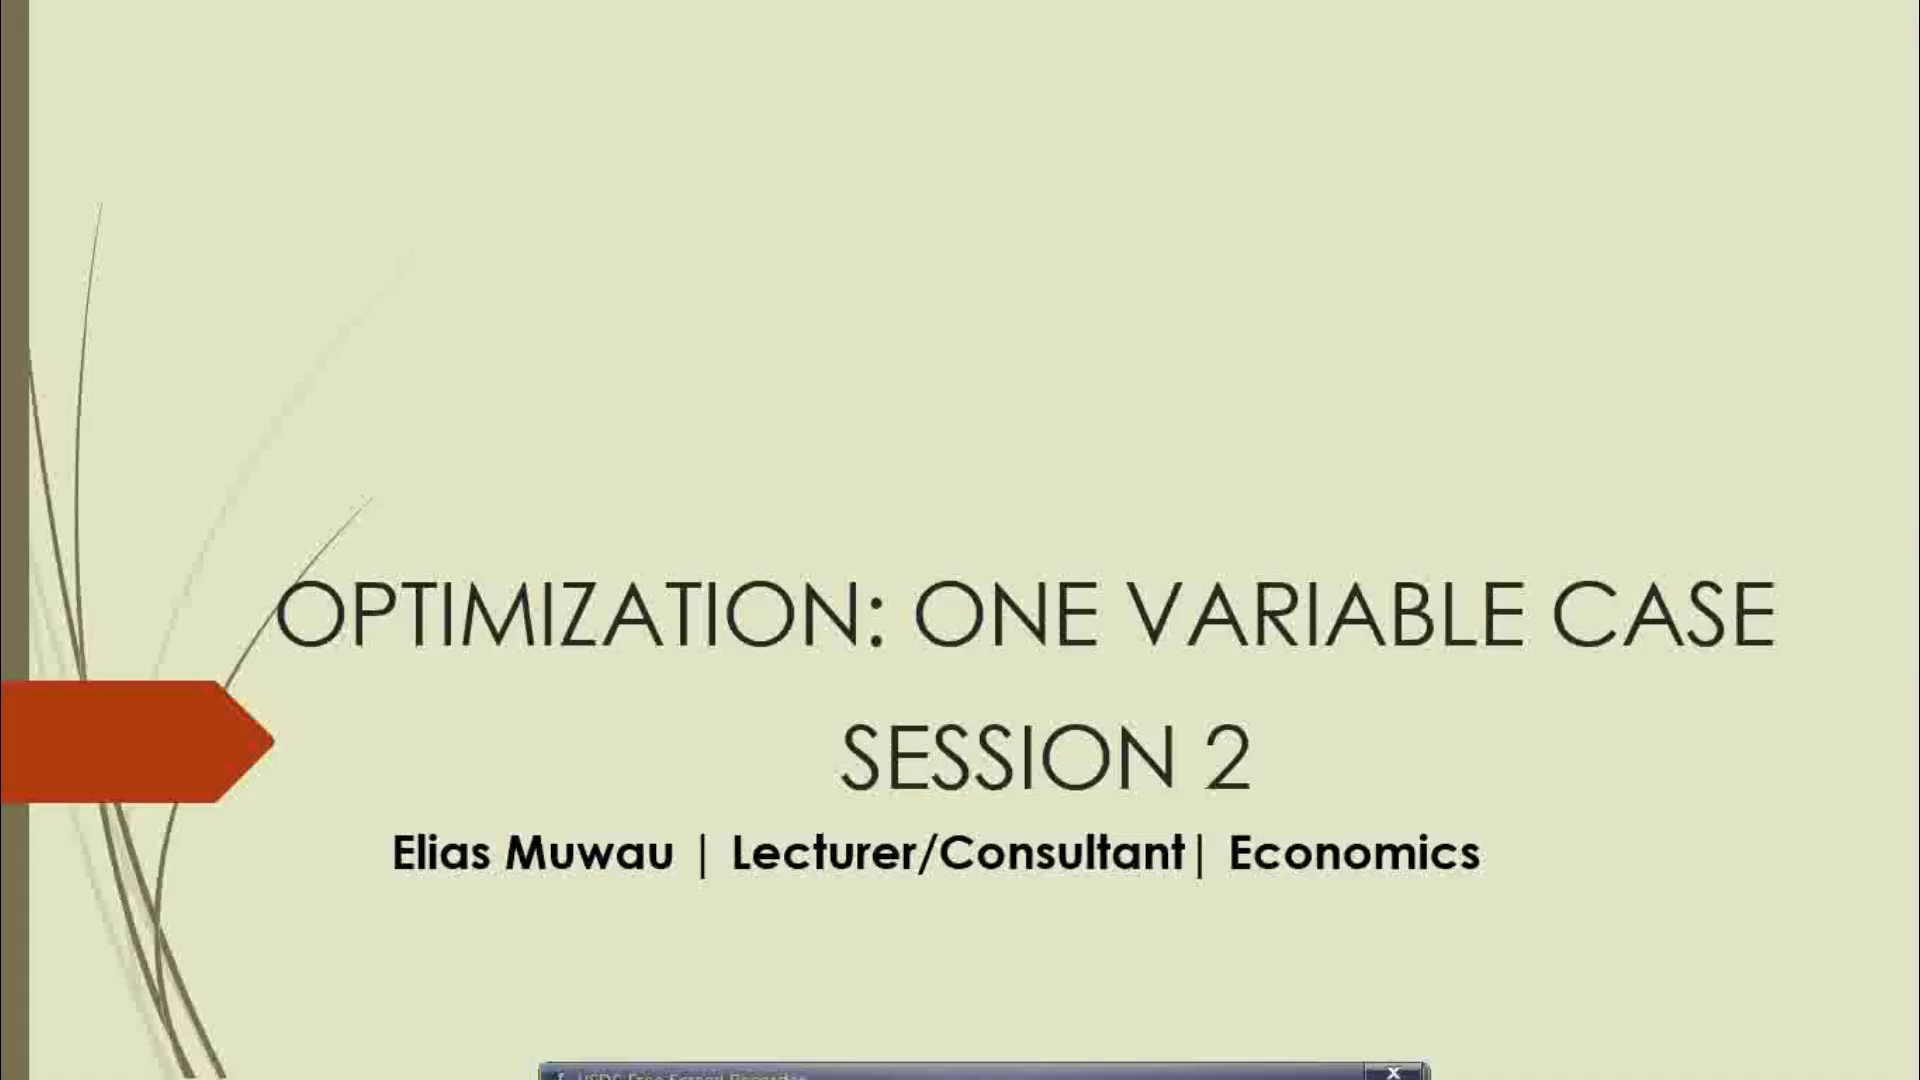 OPTIMIZATION: ONE VARIABLE CASE
SESSION 2
Elias Muwau | Lecturer/Consultant| Economics